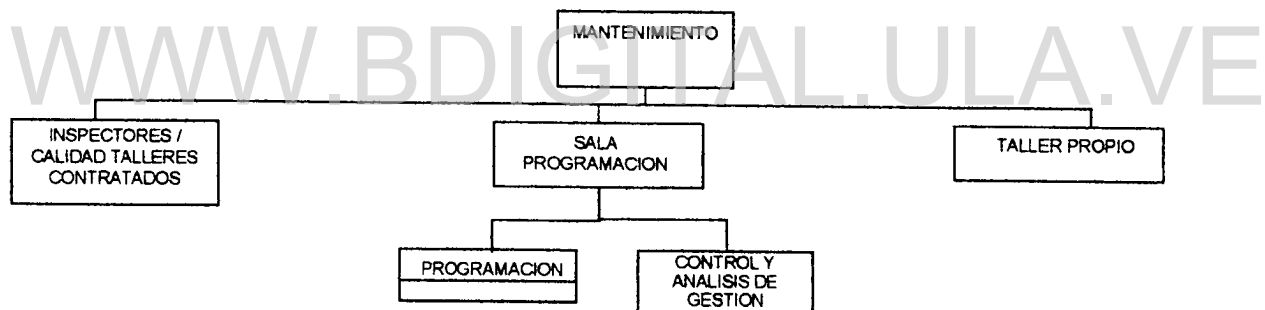 MANTENIMIENTO
WWW.BDIGITAL.ULA.VE
INSPECTORES /
CALIDAD TALLERES
CONTRATADOS
SALA
PROGRAMACION
TALLER PROPIO
PROGRAMACION
CONTROL Y
ANALISIS DE
GESTION